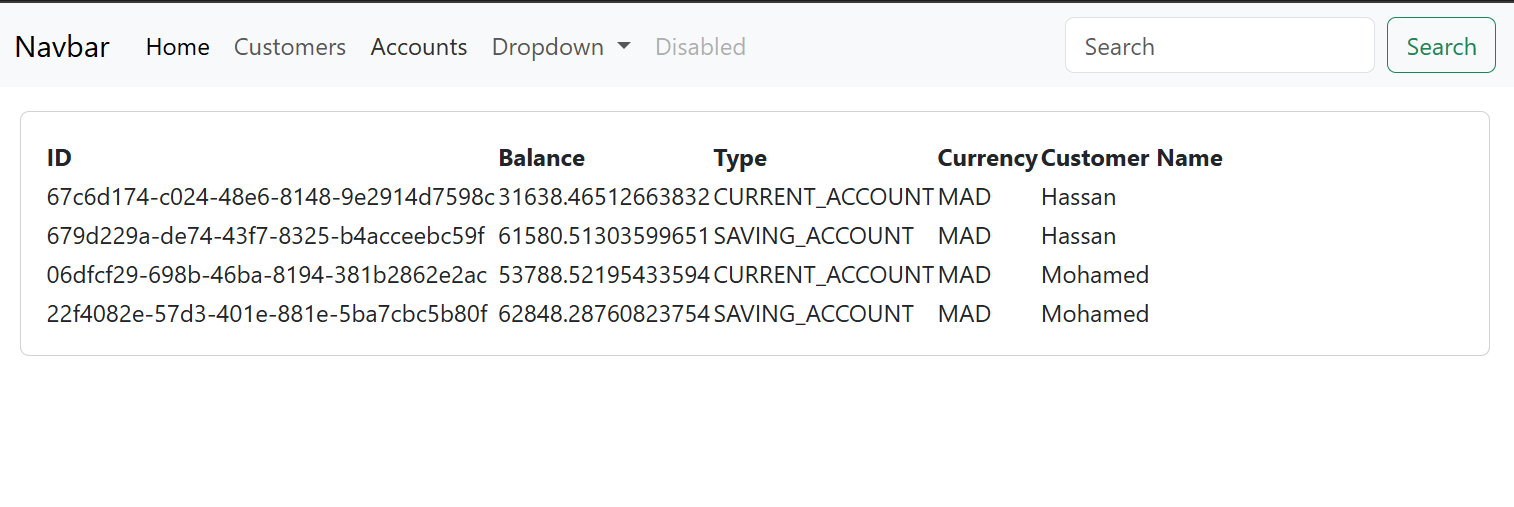 Navbar Home Customers Accounts Dropdown Disabled Search Search
ID Balance Type Currency Customer Name
67c6d174-c024-48e6-8148-9e2914d7598c 31638.46512663832 CURRENT_ACCOUNT MAD Hassan
679d229a-de74-43f7-8325-b4acceebc59f 61580.51303599651 SAVING_ACCOUNT MAD Hassan
06dfcf29-698b-46ba-8194-381b2862e2ac 53788.52195433594 CURRENT_ACCOUNT MAD Mohamed
22f4082e-57d3-401e-881e-5ba7cbc5b80f 62848.28760823754 SAVING_ACCOUNT MAD Mohamed